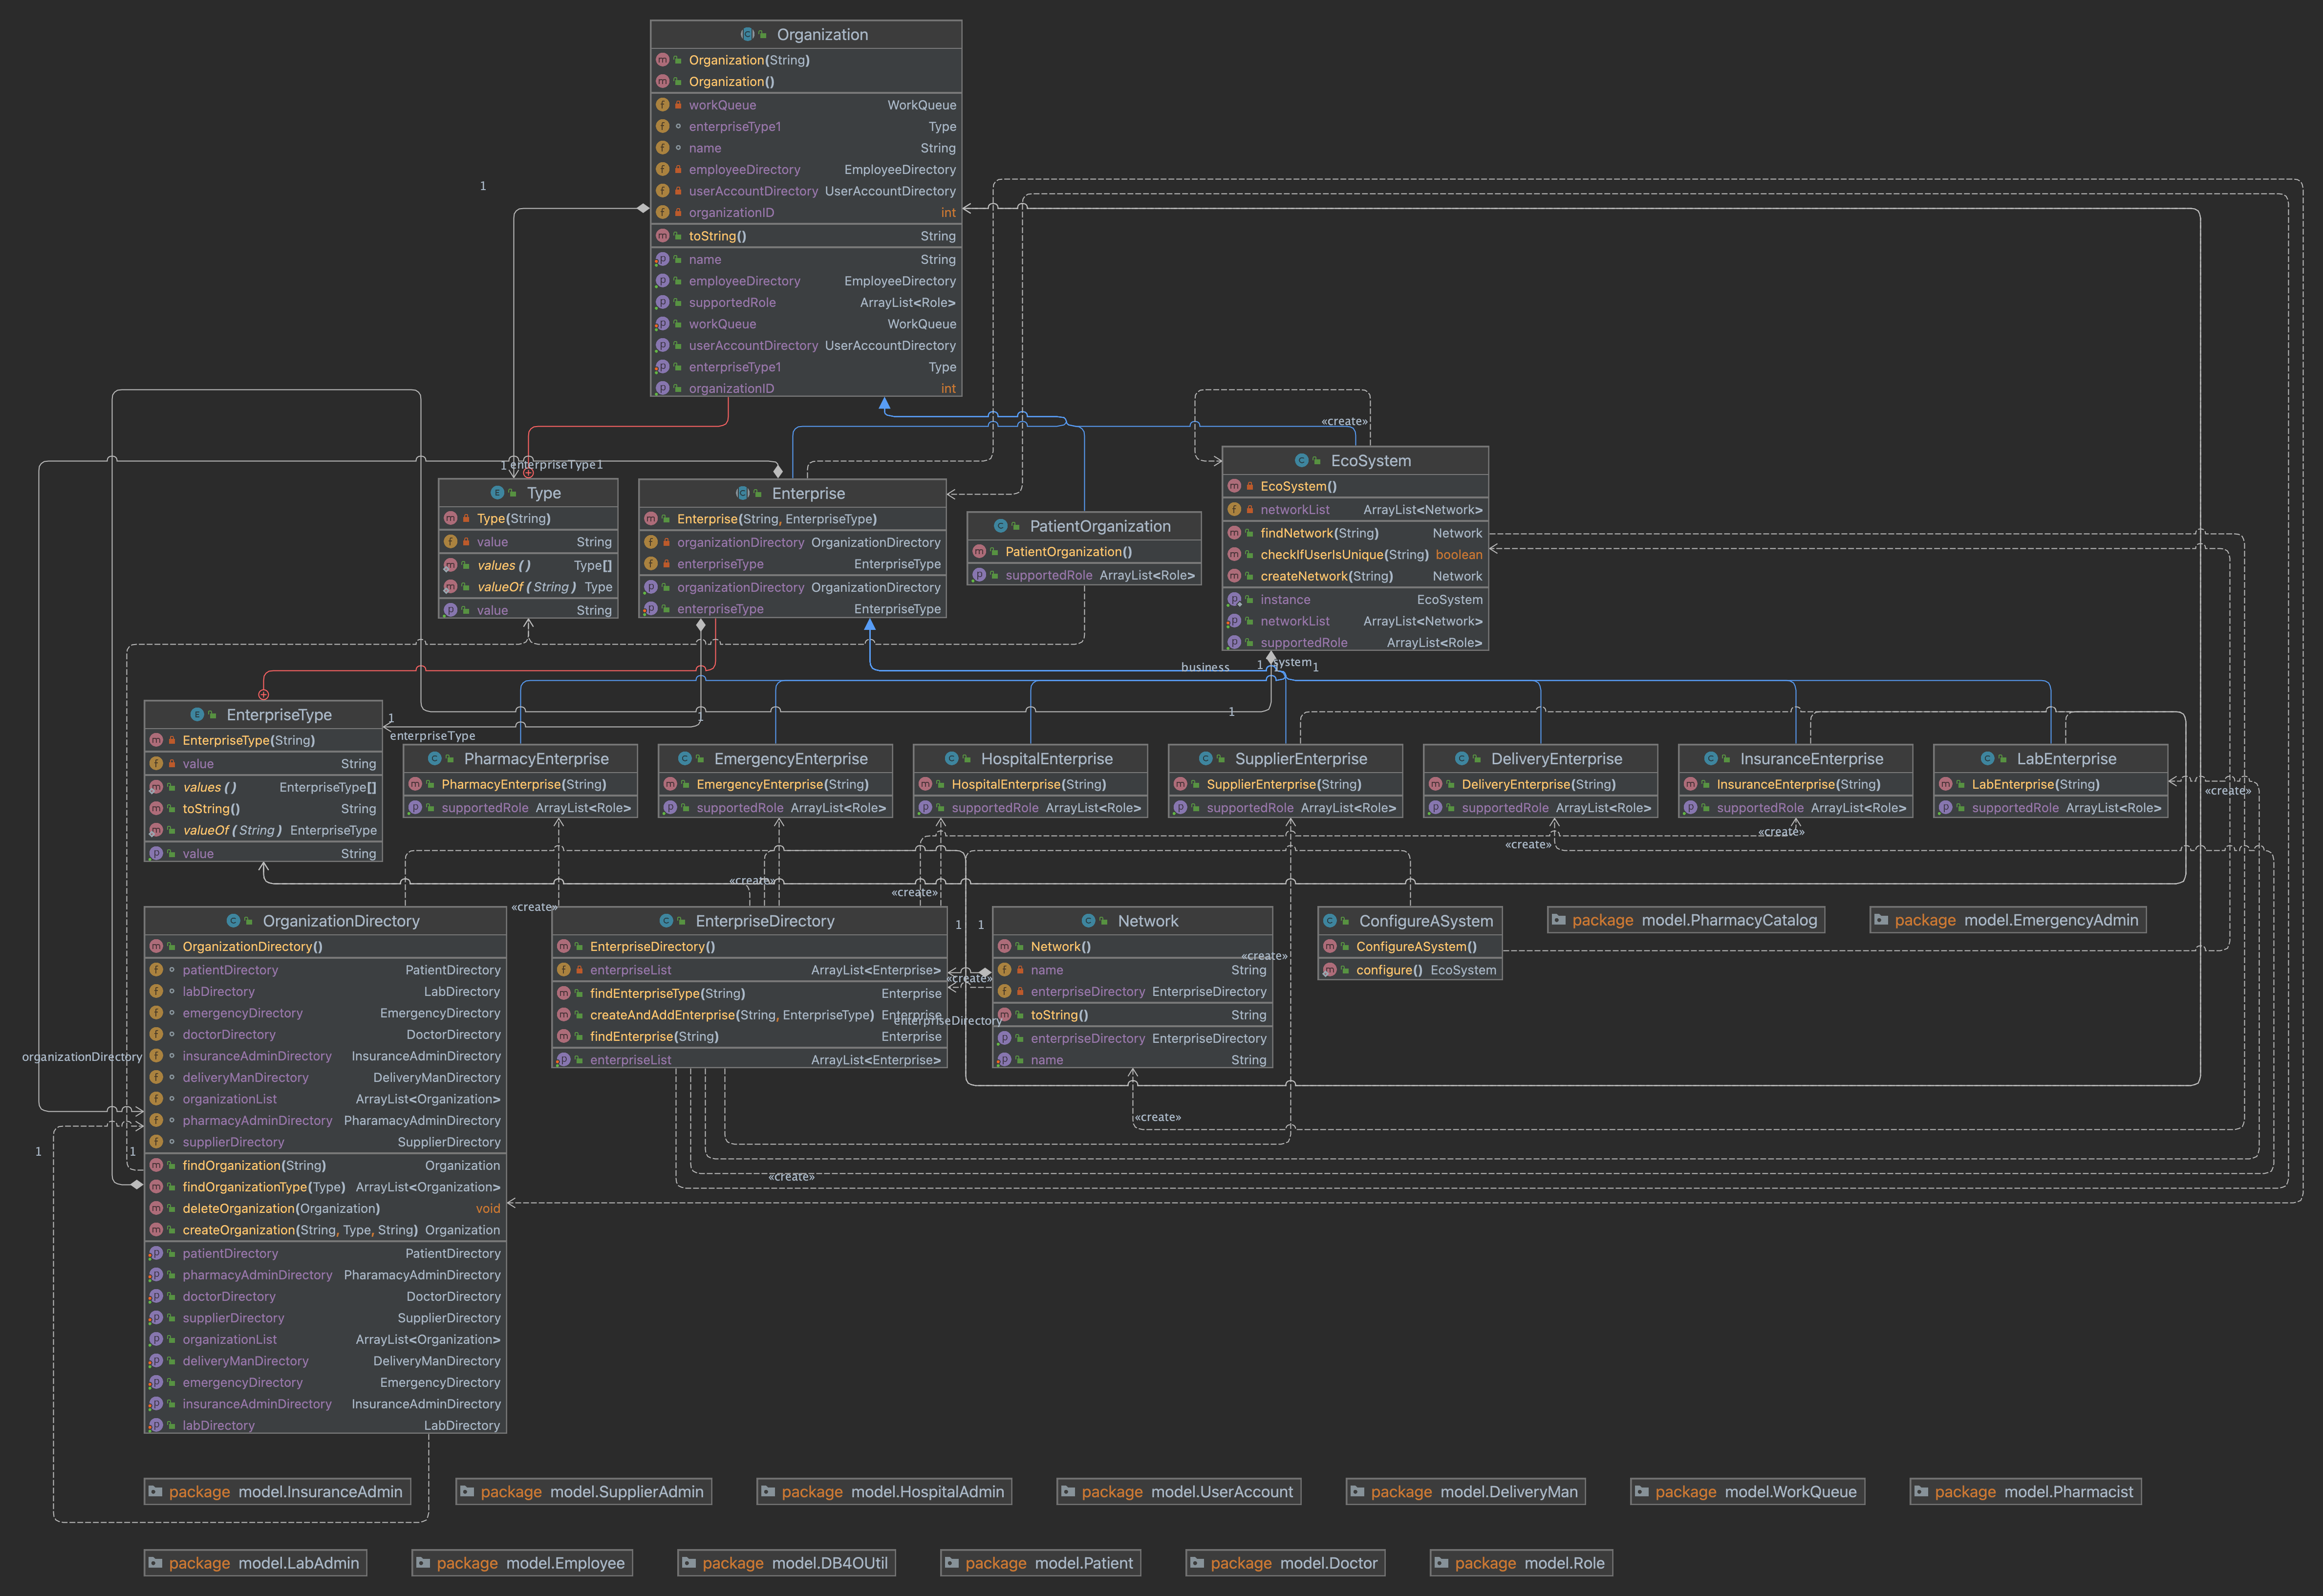 Organization
Organization(String)
Organization()
workQueue WorkQueue
enterpriseType1 Type
name String
employeeDirectory EmployeeDirectory
userAccountDirectory UserAccountDirectory
organizationID int
toString() String
name String
employeeDirectory EmployeeDirectory
supportedRole ArrayList<Role>
workQueue WorkQueue
userAccountDirectory UserAccountDirectory
enterpriseType1 Type
organizationID int
1
1 enterpriseType1
«create»
Type
Type(String)
value String
values() Type[]
valueOf(String) Type
value String
Enterprise
Enterprise(String, EnterpriseType)
organizationDirectory OrganizationDirectory
enterpriseType EnterpriseType
organizationDirectory OrganizationDirectory
enterpriseType EnterpriseType
PatientOrganization
PatientOrganization()
supportedRole ArrayList<Role>
EcoSystem
EcoSystem()
networkList ArrayList<Network>
findNetwork(String) Network
checkIfUserIsUnique(String) boolean
createNetwork(String) Network
instance EcoSystem
networkList ArrayList<Network>
supportedRole ArrayList<Role>
business
1
system
1
1
1
1
enterpriseType
EnterpriseType
EnterpriseType(String)
value String
values() EnterpriseType[]
toString() String
valueOf(String) EnterpriseType
value String
PharmacyEnterprise
PharmacyEnterprise(String)
supportedRole ArrayList<Role>
EmergencyEnterprise
EmergencyEnterprise(String)
supportedRole ArrayList<Role>
HospitalEnterprise
HospitalEnterprise(String)
supportedRole ArrayList<Role>
SupplierEnterprise
SupplierEnterprise(String)
supportedRole ArrayList<Role>
DeliveryEnterprise
DeliveryEnterprise(String)
supportedRole ArrayList<Role>
InsuranceEnterprise
InsuranceEnterprise(String)
supportedRole ArrayList<Role>
LabEnterprise
LabEnterprise(String)
supportedRole ArrayList<Role>
«create»
«create»
«create»
«create»
«create»
«create»
OrganizationDirectory
OrganizationDirectory()
patientDirectory PatientDirectory
labDirectory LabDirectory
emergencyDirectory EmergencyDirectory
doctorDirectory DoctorDirectory
insuranceAdminDirectory InsuranceAdminDirectory
deliveryManDirectory DeliveryManDirectory
organizationList ArrayList<Organization>
pharmacyAdminDirectory PharamacyAdminDirectory
supplierDirectory SupplierDirectory
findOrganization(String) Organization
findOrganizationType(Type) ArrayList<Organization>
deleteOrganization(Organization) void
createOrganization(String, Type, String) Organization
patientDirectory PatientDirectory
pharmacyAdminDirectory PharamacyAdminDirectory
doctorDirectory DoctorDirectory
supplierDirectory SupplierDirectory
organizationList ArrayList<Organization>
deliveryManDirectory DeliveryManDirectory
emergencyDirectory EmergencyDirectory
insuranceAdminDirectory InsuranceAdminDirectory
labDirectory LabDirectory
organizationDirectory
1
1
EnterpriseDirectory
EnterpriseDirectory()
enterpriseList ArrayList<Enterprise>
findEnterpriseType(String) Enterprise
createAndAddEnterprise(String, EnterpriseType) Enterprise
findEnterprise(String) Enterprise
enterpriseList ArrayList<Enterprise>
1
1
«create»
enterpriseDirectory
Network
Network()
name String
enterpriseDirectory EnterpriseDirectory
toString() String
enterpriseDirectory EnterpriseDirectory
name String
«create»
«create»
«create»
ConfigureASystem
ConfigureASystem()
configure() EcoSystem
package model.PharmacyCatalog
package model.EmergencyAdmin
package model.InsuranceAdmin
package model.SupplierAdmin
package model.HospitalAdmin
package model.UserAccount
package model.DeliveryMan
package model.WorkQueue
package model.Pharmacist
package model.LabAdmin
package model.Employee
package model.DB4OUtil
package model.Patient
package model.Doctor
package model.Role